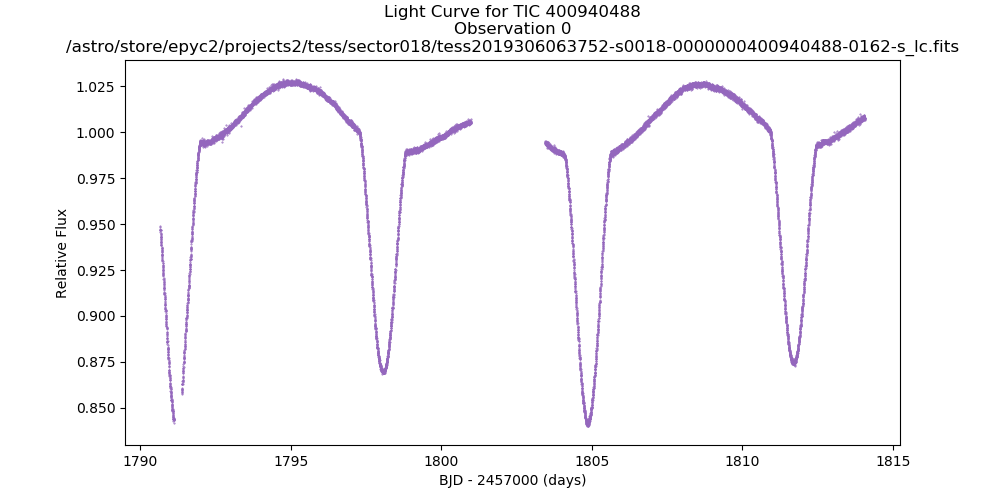 Light Curve for TIC 400940488
Observation 0
/astro/store/epyc2/projects2/tess/sector018/tess2019306063752-s0018-0000000400940488-0162-s_lc.fits
1.025
1.000
0.975
0.950
0.925
0.900
0.875
0.850
Relative Flux
1790
1795
1800
1805
1810
1815
BJD - 2457000 (days)